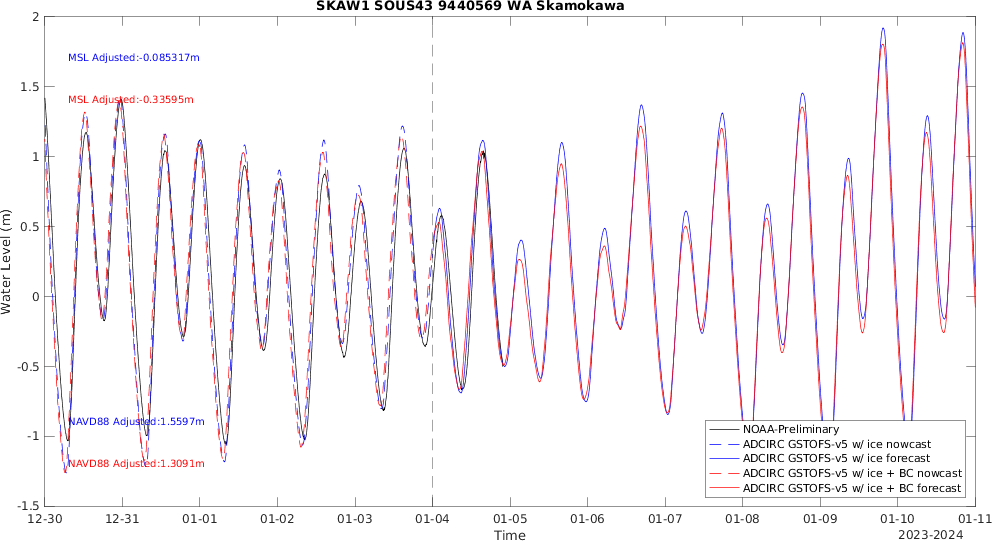 SKAW1 SOUS43 9440569 WA Skamokawa
2
1.5
1
0.5
0
-0.5
-1
-1.5
Water Level (m)
MSL Adjusted:-0.085317m
MSL Adjusted:-0.33595m
NAVD88 Adjusted:1.5597m
NAVD88 Adjusted:1.3091m
NOAA-Preliminary
ADCIRC GSTOFS-v5 w/ ice nowcast
ADCIRC GSTOFS-v5 w/ ice forecast
ADCIRC GSTOFS-v5 w/ ice + BC nowcast
ADCIRC GSTOFS-v5 w/ ice + BC forecast
12-30 12-31 01-01 01-02 01-03 01-04 01-05 01-06 01-07 01-08 01-09 01-10 01-11
Time
2023-2024